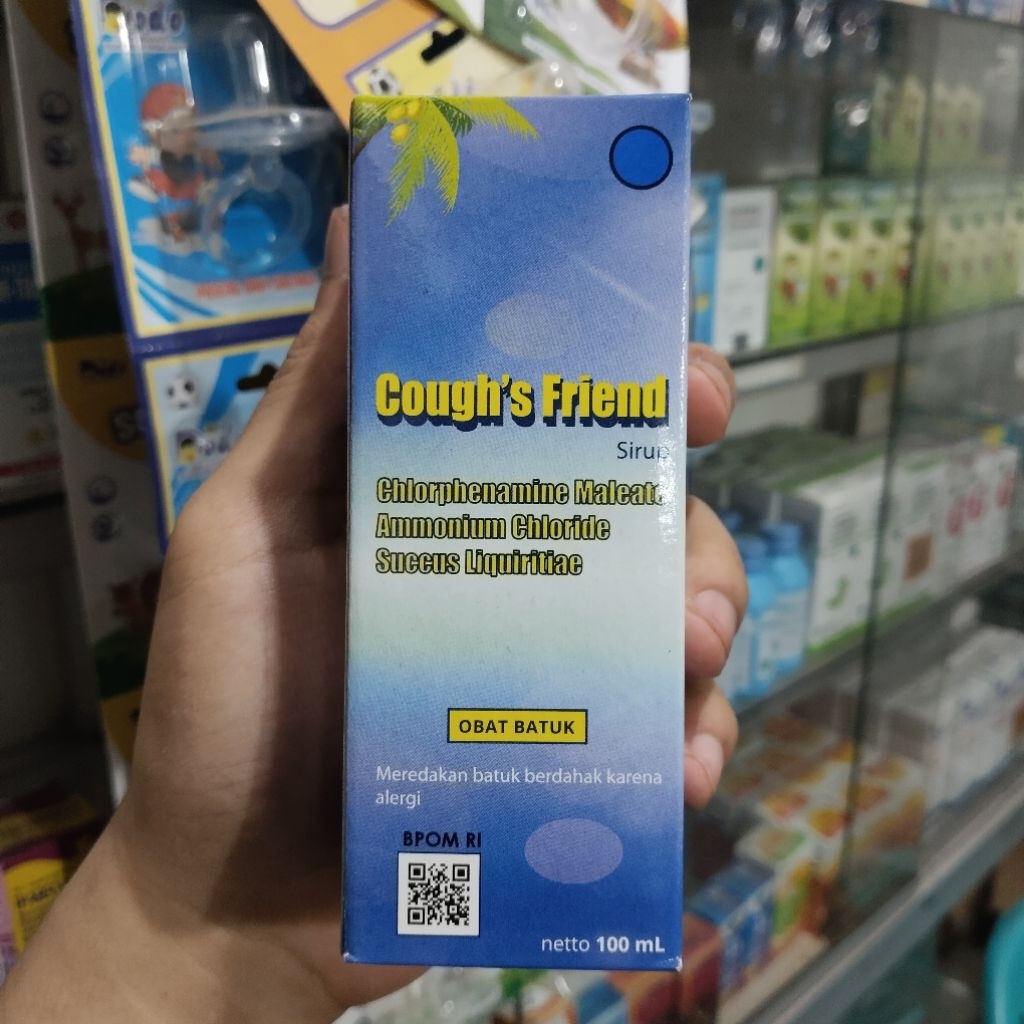 Cough's Friend
Sirup
Chlorphenamine Maleate
Ammonium Chloride
Succus Liquiritiae
OBAT BATUK
Meredakan batuk berdahak karena
alergi
BPOM RI
netto 100 mL